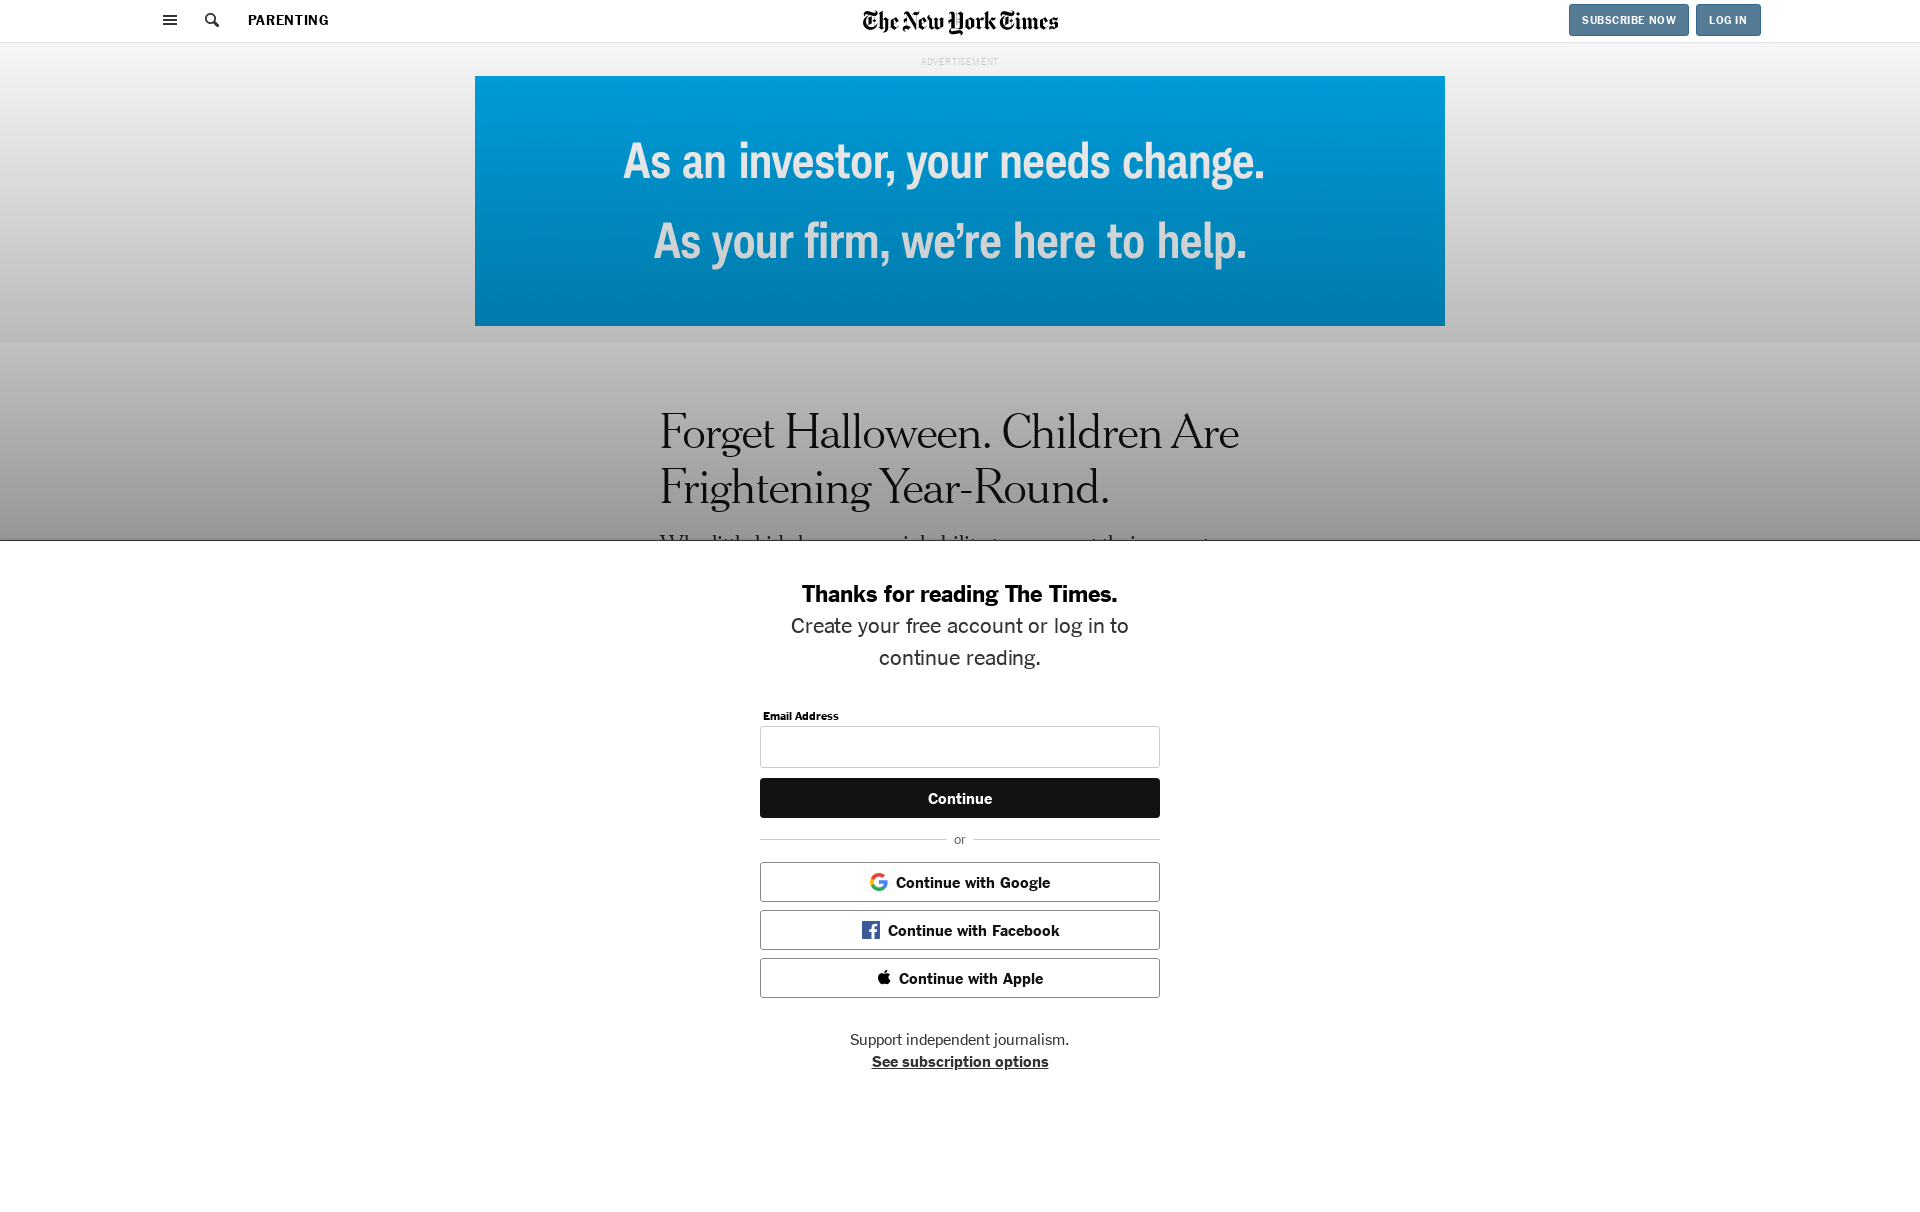 PARENTING
The New York Times
SUBSCRIBE NOW
LOG IN
ADVERTISEMENT
As an investor, your needs change.
As your firm, we're here to help.
Forget Halloween. Children Are
Frightening Year-Round.
Thanks for reading The Times.
Create your free account or log in to
continue reading.
Email Address
Continue
or
Continue with Google
Continue with Facebook
Continue with Apple
Support independent journalism.
See subscription options